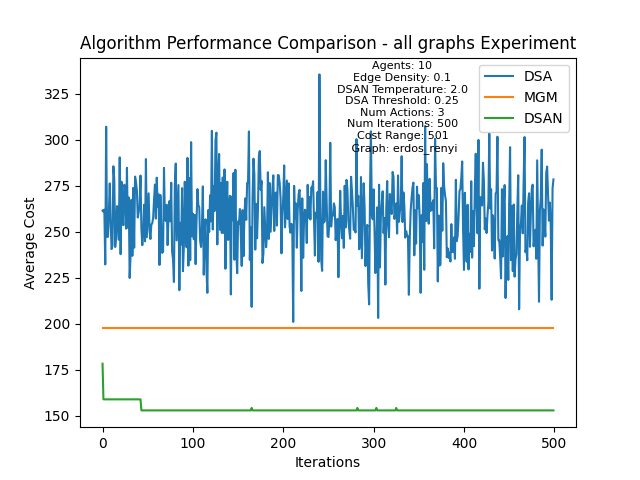 Algorithm Performance Comparison - all graphs Experiment
Agents: 10
Edge Density: 0.1
DSAN Temperature: 2.0
DSA Threshold: 0.25
Num Actions: 3
Num Iterations: 500
Cost Range: 101
Graph: erdos_renyi
DSA
MGM
DSAN
Average Cost
325
300
275
250
225
200
175
150
0
100
200
300
400
500
Iterations